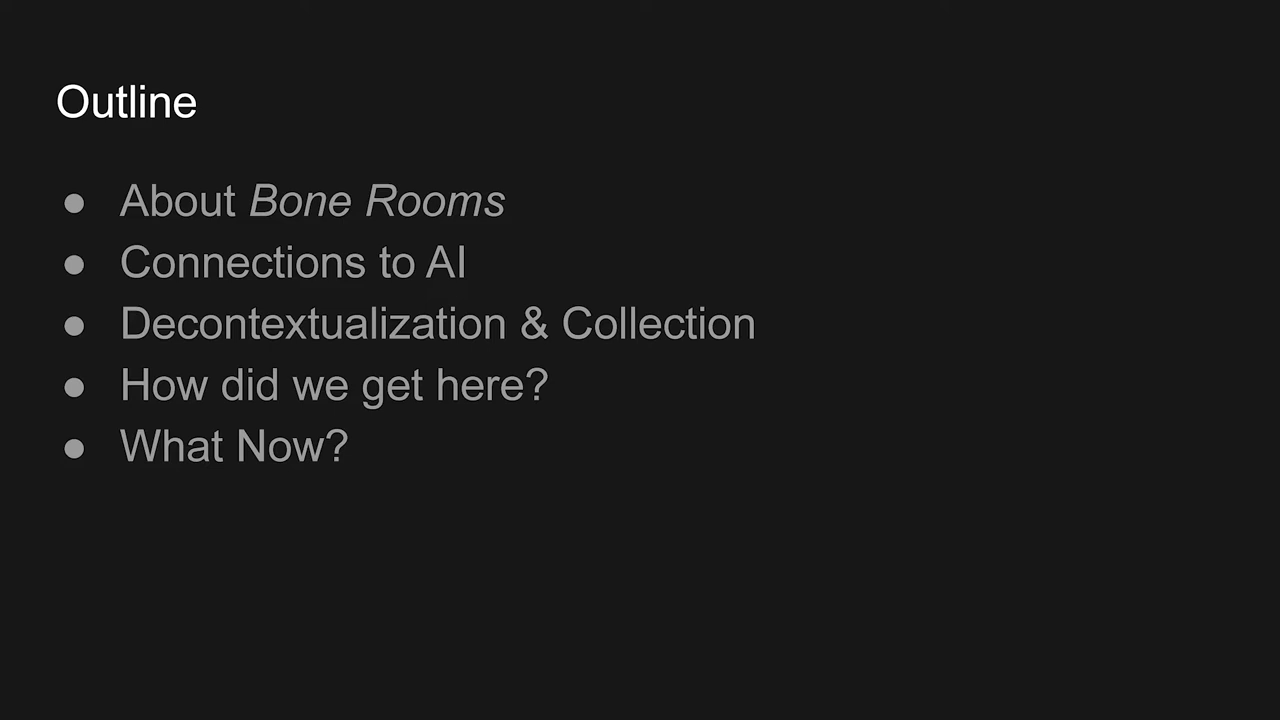 Outline
● About Bone Rooms
● Connections to AI
● Decontextualization & Collection
● How did we get here?
● What Now?